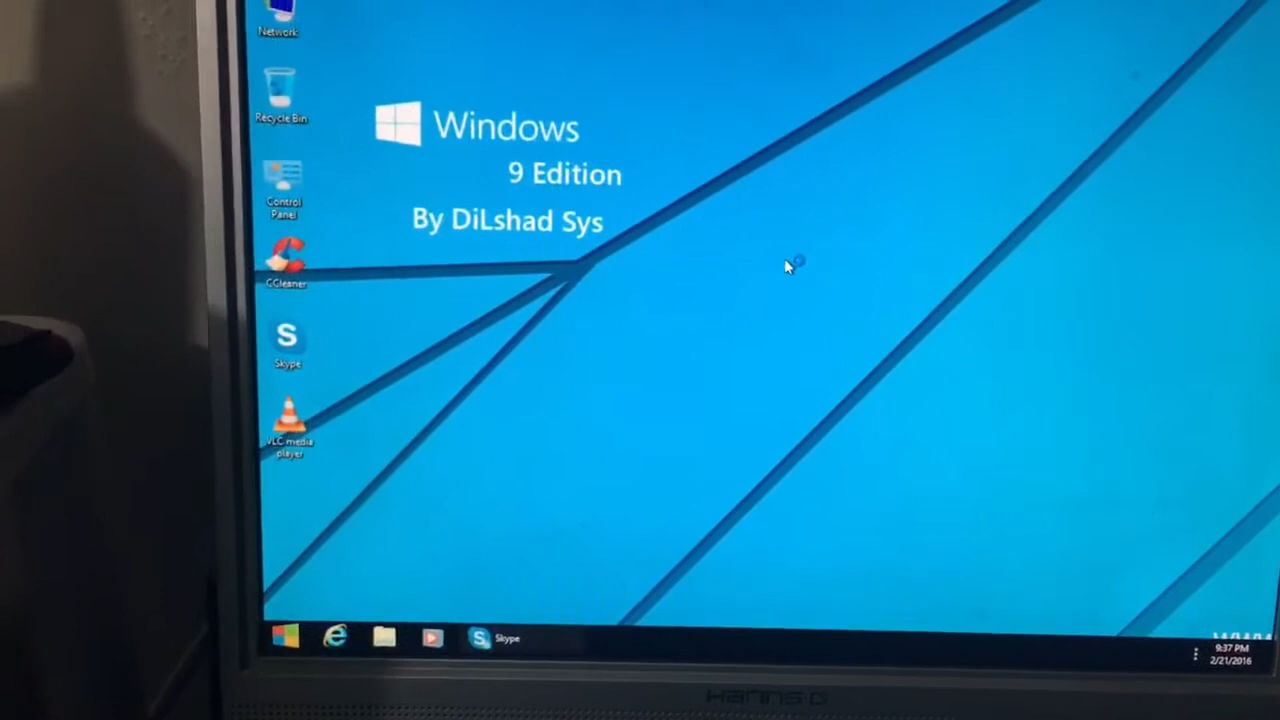 Network
Recycle Bin
Windows
9 Edition
By DiLshad Sys
Control
Panel
CCleaner
S
Skype
VLC media
player
Skype
9:37 PM
2/21/2016
HANNS G